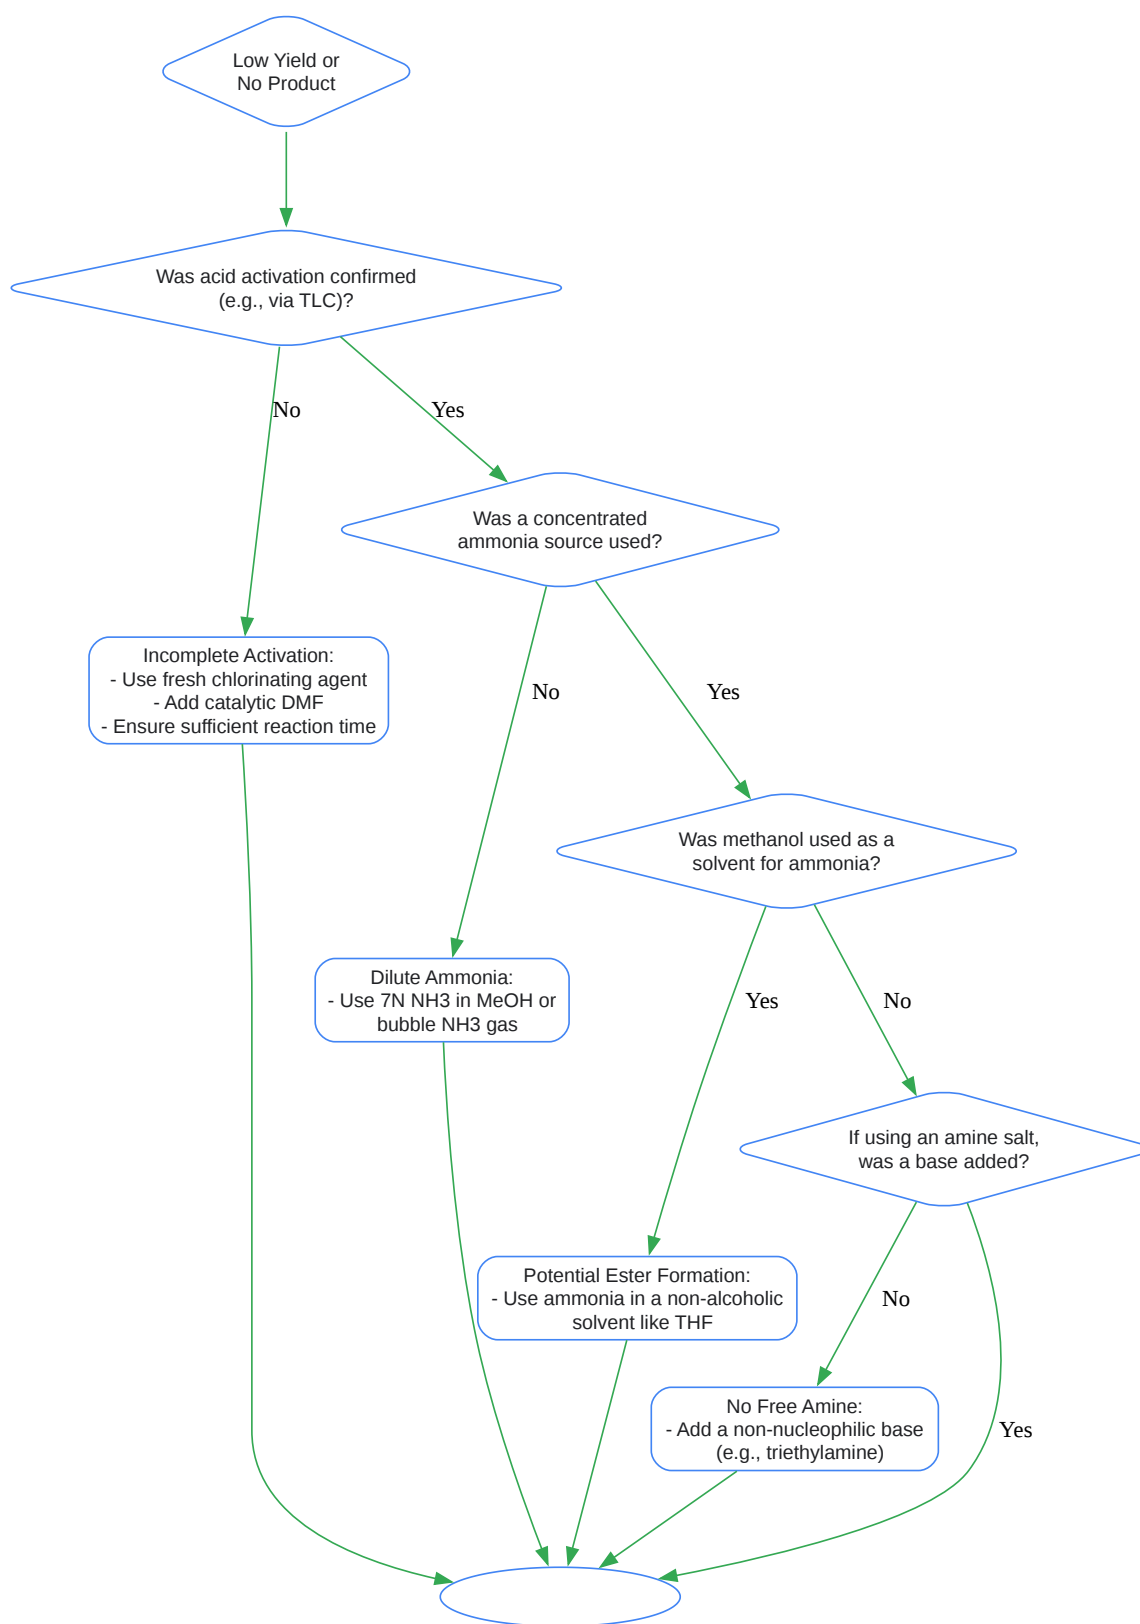 Low Yield or
No Product
Was acid activation confirmed
(e.g., via TLC)?
No
Yes
Was a concentrated
ammonia source used?
Incomplete Activation:
- Use fresh chlorinating agent
- Add catalytic DMF
- Ensure sufficient reaction time
No
Yes
Was methanol used as a
solvent for ammonia?
Dilute Ammonia:
- Use 7N NH3 in MeOH or
bubble NH3 gas
Yes
No
If using an amine salt,
was a base added?
Potential Ester Formation:
- Use ammonia in a non-alcoholic
solvent like THF
No
No Free Amine:
- Add a non-nucleophilic base
(e.g., triethylamine)
Yes